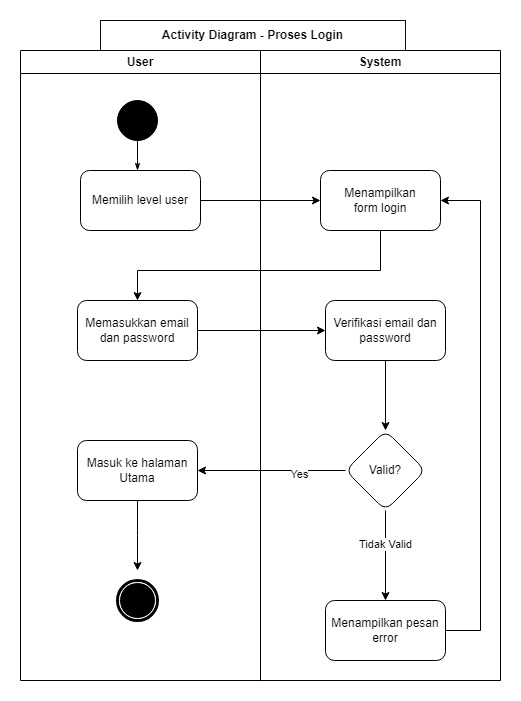 Activity Diagram - Proses Login
User
System
Memilih level user
Menampilkan
form login
Memasukkan email
dan password
Verifikasi email dan
password
Masuk ke halaman
Utama
Yes
Valid?
Tidak Valid
Menampilkan pesan
error